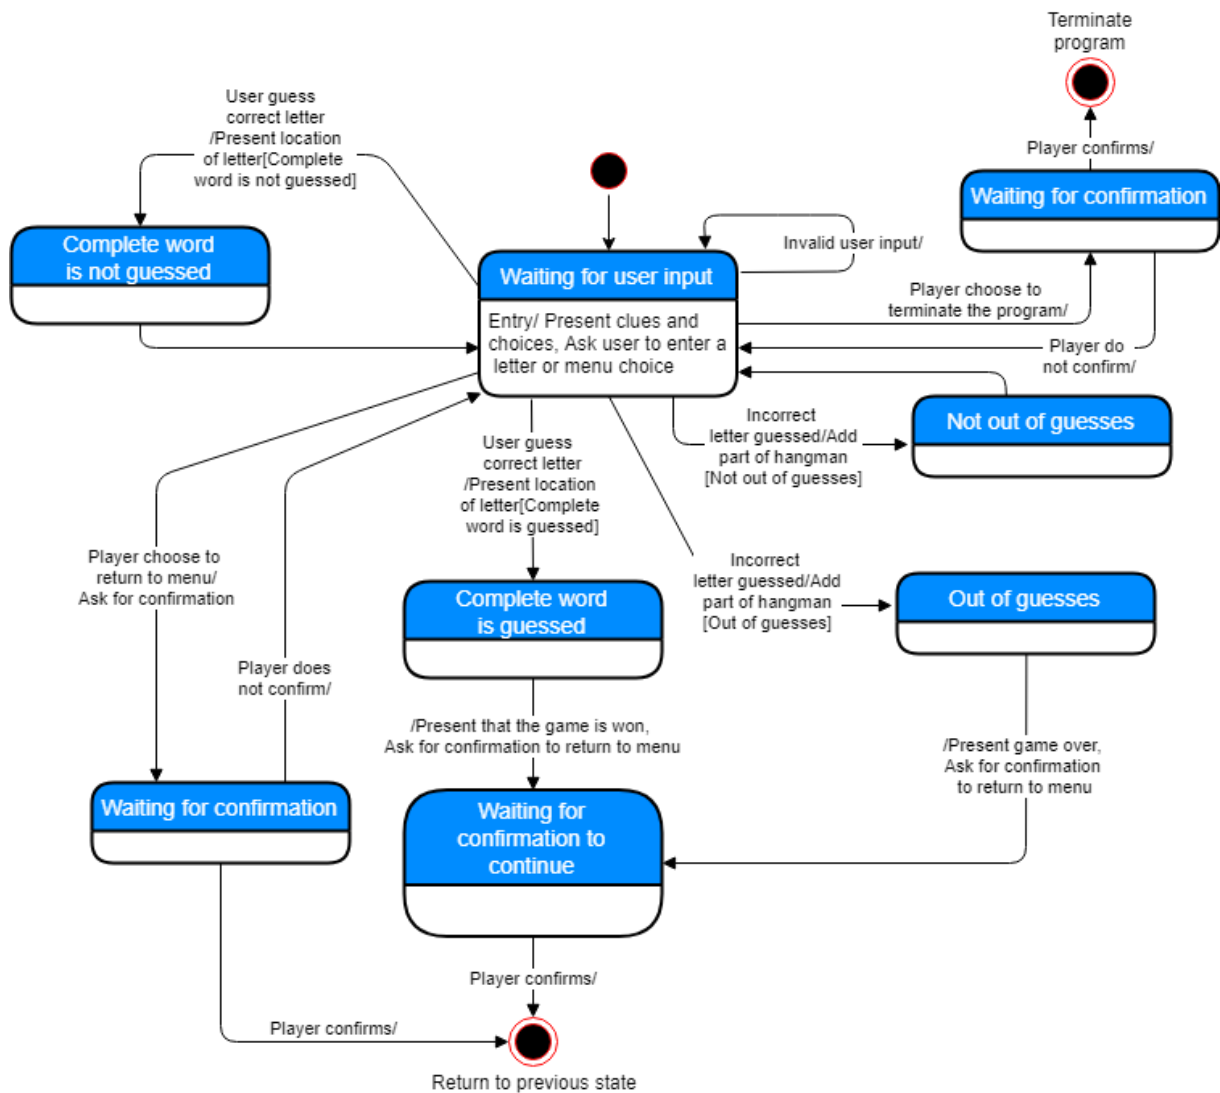 Terminate
program
User guess
correct letter
/Present location
of letter[Complete
word is not guessed]
Player confirms/
Waiting for confirmation
Complete word
is not guessed
Invalid user input/
Waiting for user input
Player choose to
terminate the program/
Entry/ Present clues and
choices, Ask user to enter a
letter or menu choice
Player do
not confirm/
Not out of guesses
Incorrect
letter guessed/Add
part of hangman
[Not out of guesses]
User guess
correct letter
/Present location
of letter[Complete
word is guessed]
Player choose to
return to menu/
Ask for confirmation
Incorrect
letter guessed/Add
part of hangman
[Out of guesses]
Out of guesses
Complete word
is guessed
Player does
not confirm/
/Present that the game is won,
Ask for confirmation to return to menu
/Present game over,
Ask for confirmation
to return to menu
Waiting for confirmation
Waiting for
confirmation to
continue
Player confirms/
Player confirms/
Return to previous state